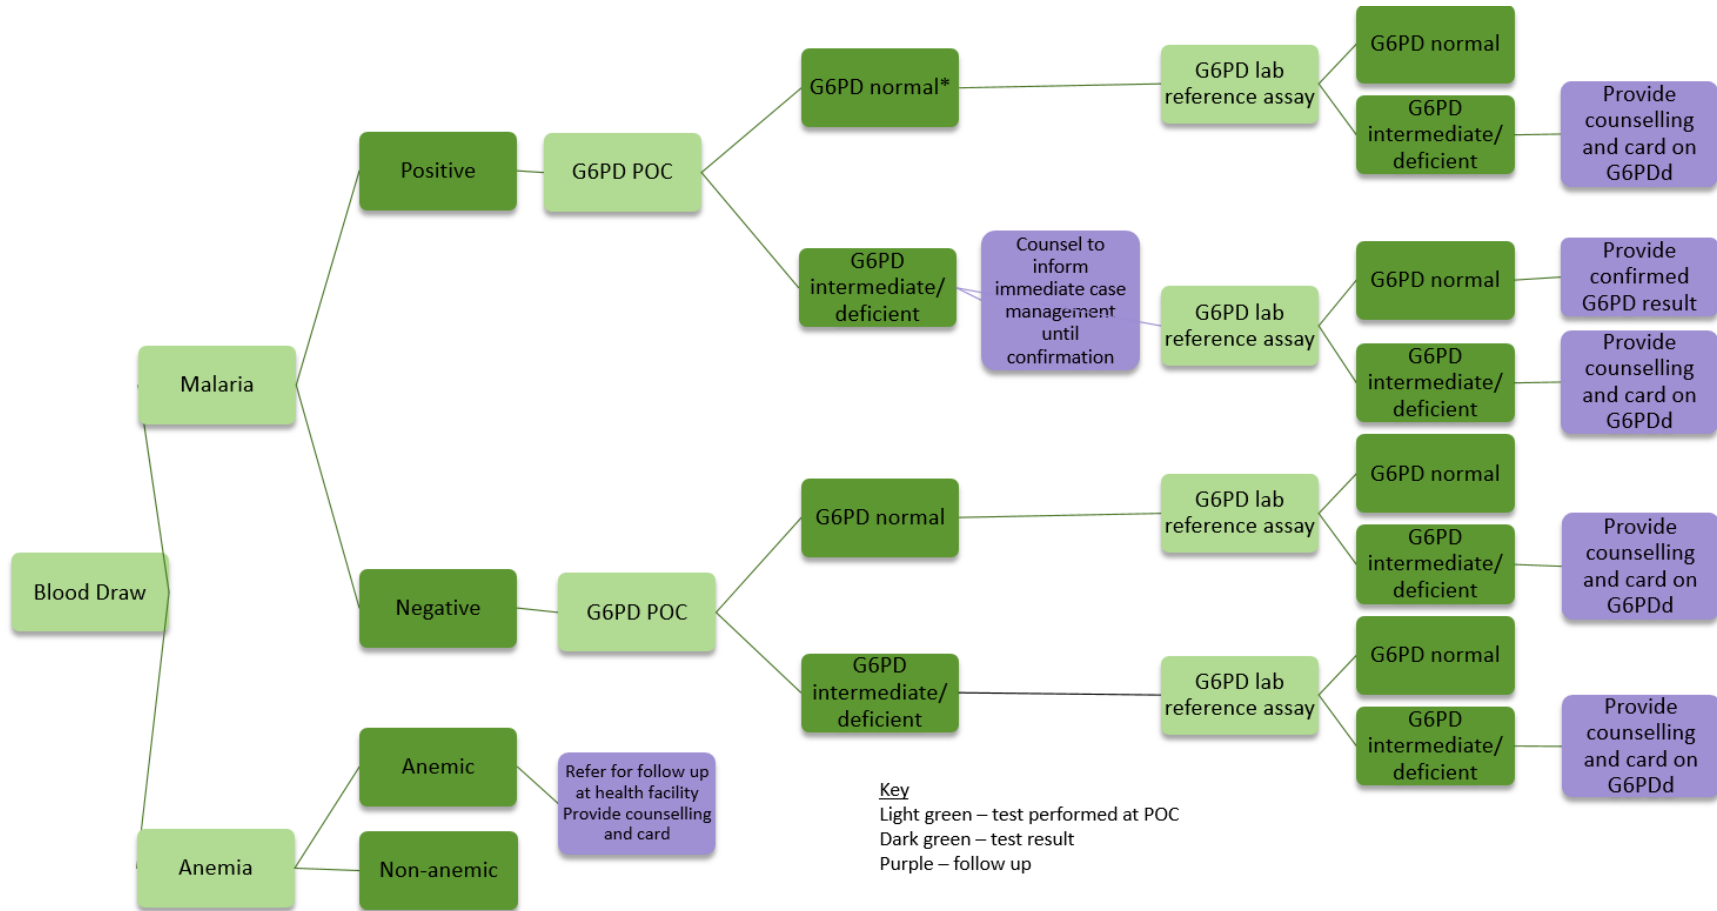 Blood Draw
Malaria
Anemia
Positive
Negative
Anemic
Non-anemic
Refer for follow up
at health facility
Provide counselling
and card
G6PD POC
G6PD POC
G6PD normal*
G6PD
intermediate/
deficient
Counsel to
inform
immediate case
management
until
confirmation
G6PD normal
G6PD
intermediate/
deficient
G6PD lab
reference assay
G6PD lab
reference assay
G6PD lab
reference assay
G6PD lab
reference assay
G6PD normal
G6PD
intermediate/
deficient
Provide
counselling
and card on
G6PDd
G6PD normal
Provide
confirmed
G6PD result
G6PD
intermediate/
deficient
Provide
counselling
and card on
G6PDd
G6PD normal
G6PD
intermediate/
deficient
Provide
counselling
and card on
G6PDd
G6PD normal
G6PD
intermediate/
deficient
Provide
counselling
and card on
G6PDd
Key
Light green – test performed at POC
Dark green – test result
Purple – follow up